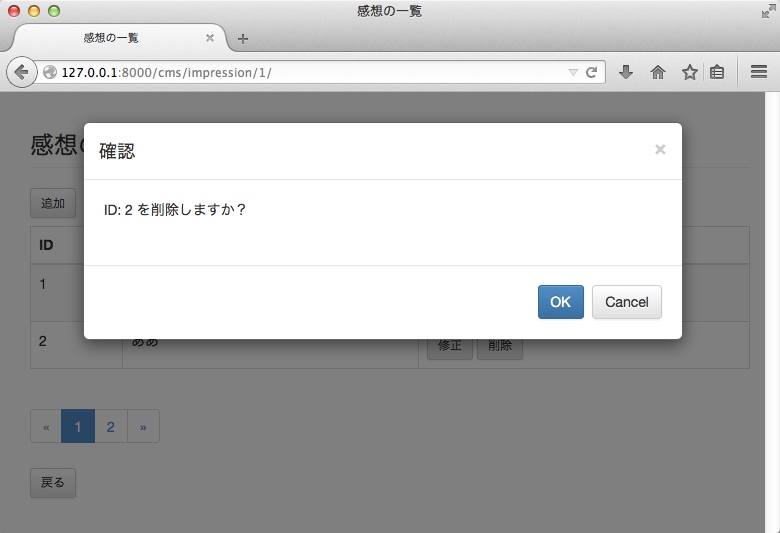 感想の一覧
感想の一覧
127.0.0.1:8000/cms/impression/1/
感想の
確認
×
ID: 2 を削除しますか？
OK
Cancel
追加
ID
1
2
ああ
修正
削除
«
1
2
»
戻る